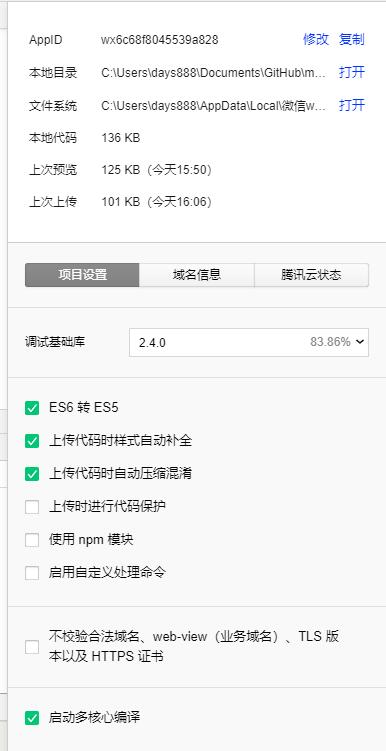 AppID wx6c68f8045539a828 修改 复制
本地目录 C:\Users\days888\Documents\GitHub\m... 打开
文件系统 C:\Users\days888\AppData\Local\微信w... 打开
本地代码 136 KB
上次预览 125 KB（今天15:50）
上次上传 101 KB（今天16:06）
项目设置 域名信息 腾讯云状态
调试基础库 2.4.0 83.86%
ES6 转 ES5
上传代码时样式自动补全
上传代码时自动压缩混淆
上传时进行代码保护
使用 npm 模块
启用自定义处理命令
不校验合法域名、web-view（业务域名）、TLS 版
本以及 HTTPS 证书
启动多核心编译